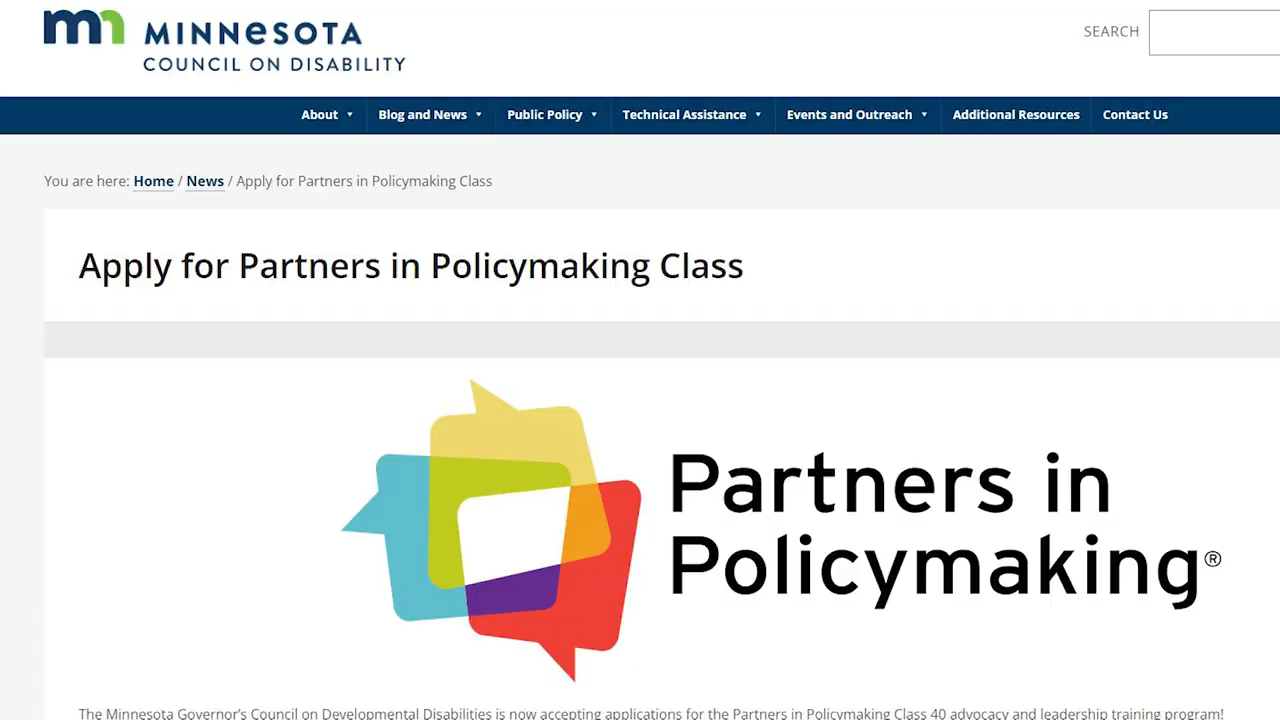 mn MINNESOTA
COUNCIL ON DISABILITY
SEARCH
About Blog and News Public Policy Technical Assistance Events and Outreach Additional Resources Contact Us
You are here: Home / News / Apply for Partners in Policymaking Class
Apply for Partners in Policymaking Class
Partners in
Policymaking®
The Minnesota Governor's Council on Developmental Disabilities is now accepting applications for the Partners in Policymaking Class 40 advocacy and leadership training program!